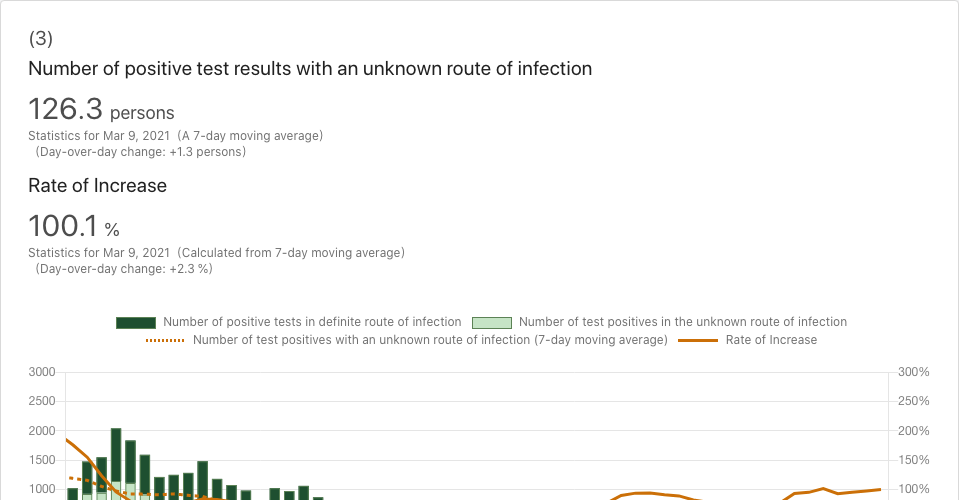 (3)
Number of positive test results with an unknown route of infection
126.3 persons
Statistics for Mar 9, 2021 (A 7-day moving average)
(Day-over-day change: +1.3 persons)
Rate of Increase
100.1 %
Statistics for Mar 9, 2021 (Calculated from 7-day moving average)
(Day-over-day change: +2.3 %)
Number of positive tests in definite route of infection Number of test positives in the unknown route of infection
Number of test positives with an unknown route of infection (7-day moving average) Rate of Increase
3000 300%
2500 250%
2000 200%
1500 150%
1000 100%